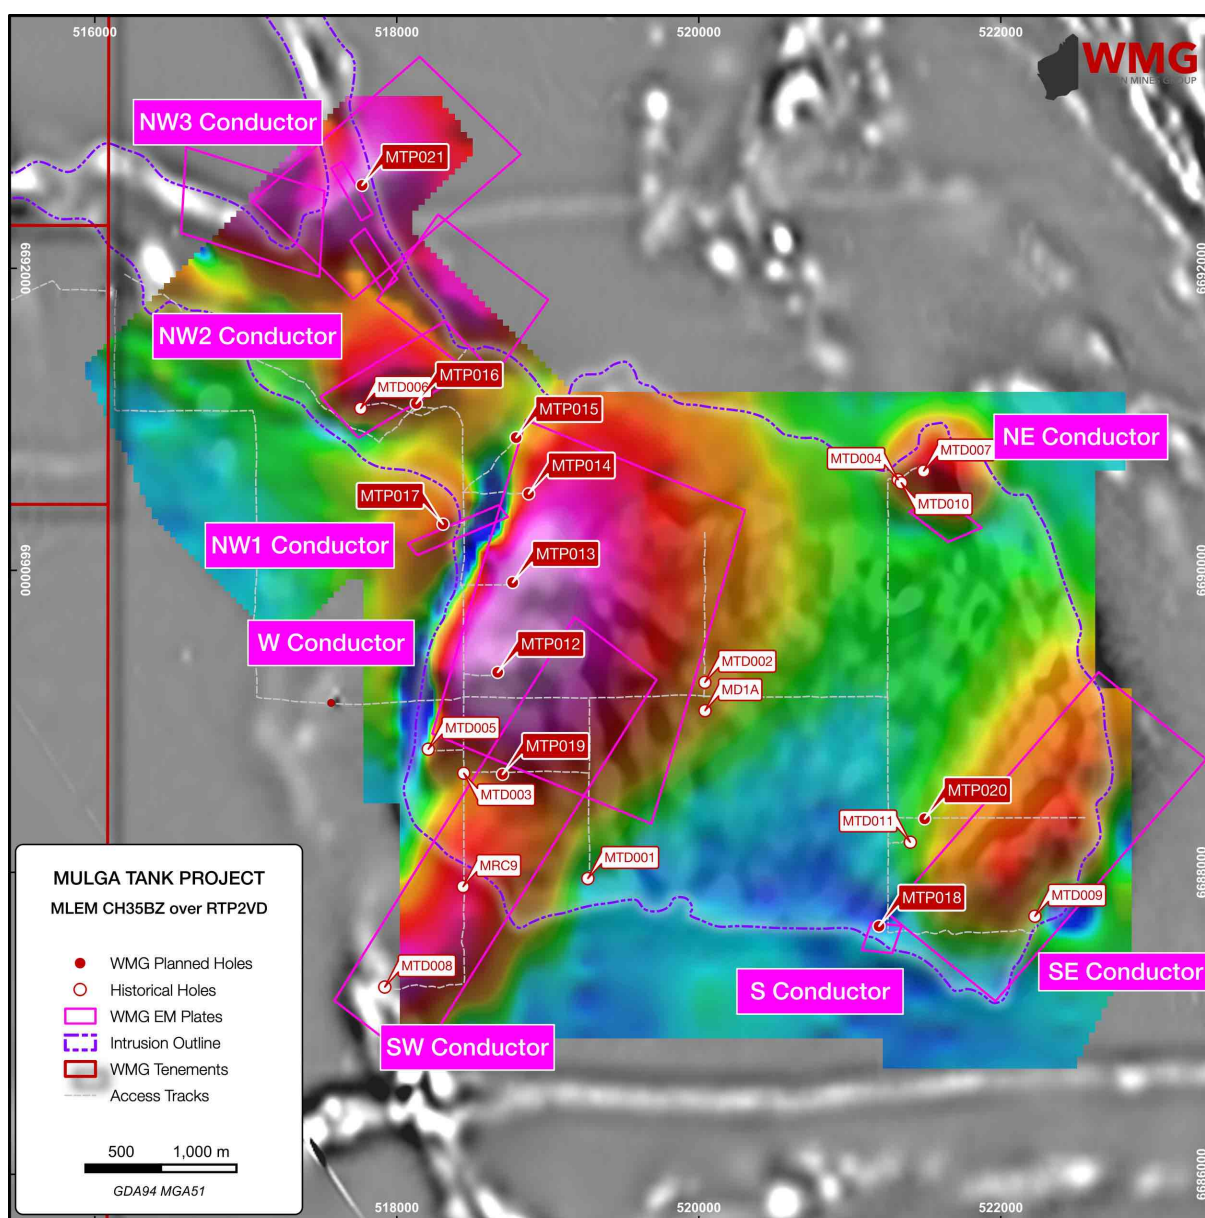 516000
518000
520000
522000
WMG
N MINES GROUP
NW3 Conductor
MTP021
6692000
6692000
NW2 Conductor
MTD006
MTP016
MTP015
MTP014
MTD004
MTD007
NE Conductor
MTD010
MTP017
NW1 Conductor
MTP013
6690000
6690000
W Conductor
MTP012
MTD002
MD1A
MTD005
MTP019
MTD003
MTP020
MTD011
MRC9
MTD001
6688000
MTP018
MTD009
MTD008
S Conductor
SE Conductor
SW Conductor
MULGA TANK PROJECT
MLEM CH35BZ over RTP2VD
WMG Planned Holes
Historical Holes
WMG EM Plates
Intrusion Outline
WMG Tenements
Access Tracks
500 1,000 m
GDA94 MGA51
6686000
518000
520000
522000